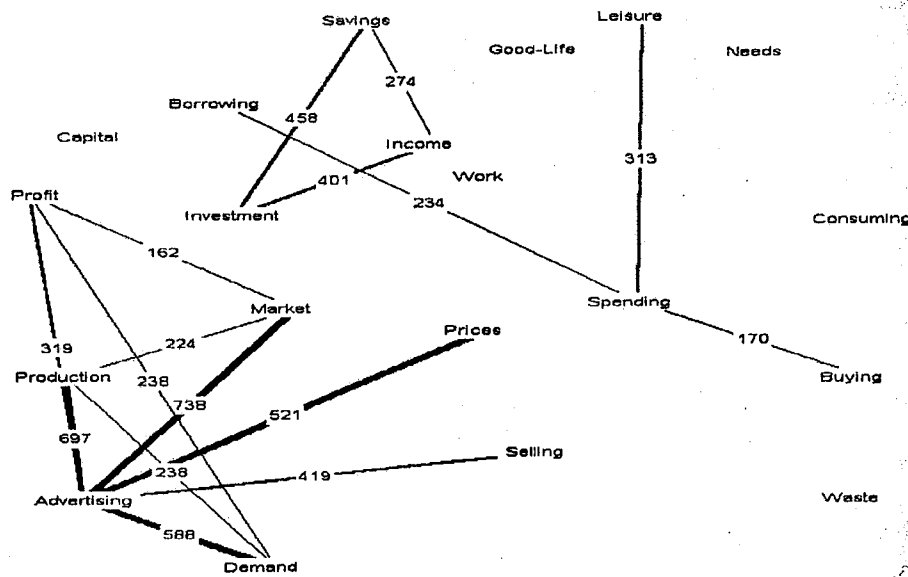 Savings
Leisure
Good-Life
Needs
274
Borrowing
458
Capital
Income
313
Work
401
Profit
234
Investment
Consuming
162
Spending
Market
Prices
170
319
224
Production
238
Buying
738
521
697
Selling
238
419
Advertising
Waste
588
Demand